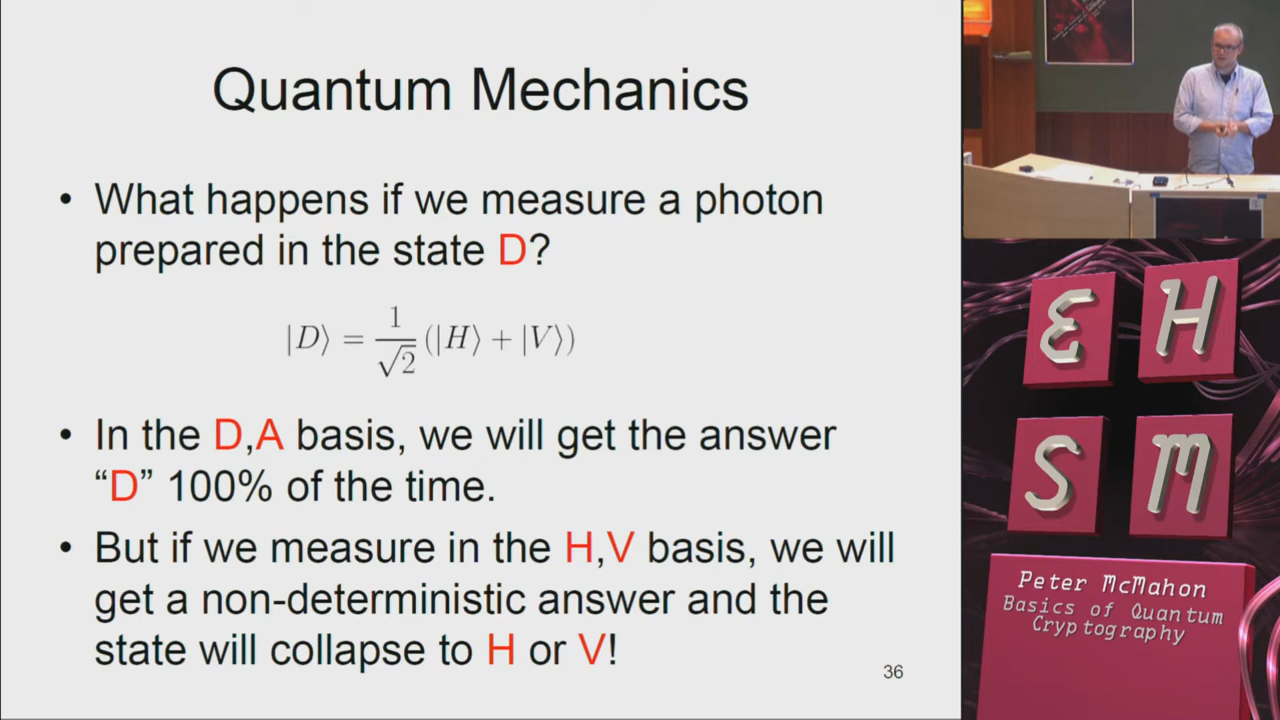 Quantum Mechanics
• What happens if we measure a photon
prepared in the state D?
|D⟩ = 1/√2 (|H⟩ + |V⟩)
• In the D,A basis, we will get the answer
“D” 100% of the time.
• But if we measure in the H,V basis, we will
get a non-deterministic answer and the
state will collapse to H or V!
36
E H
S M
Peter McMahon
Basics of Quantum
Cryptography